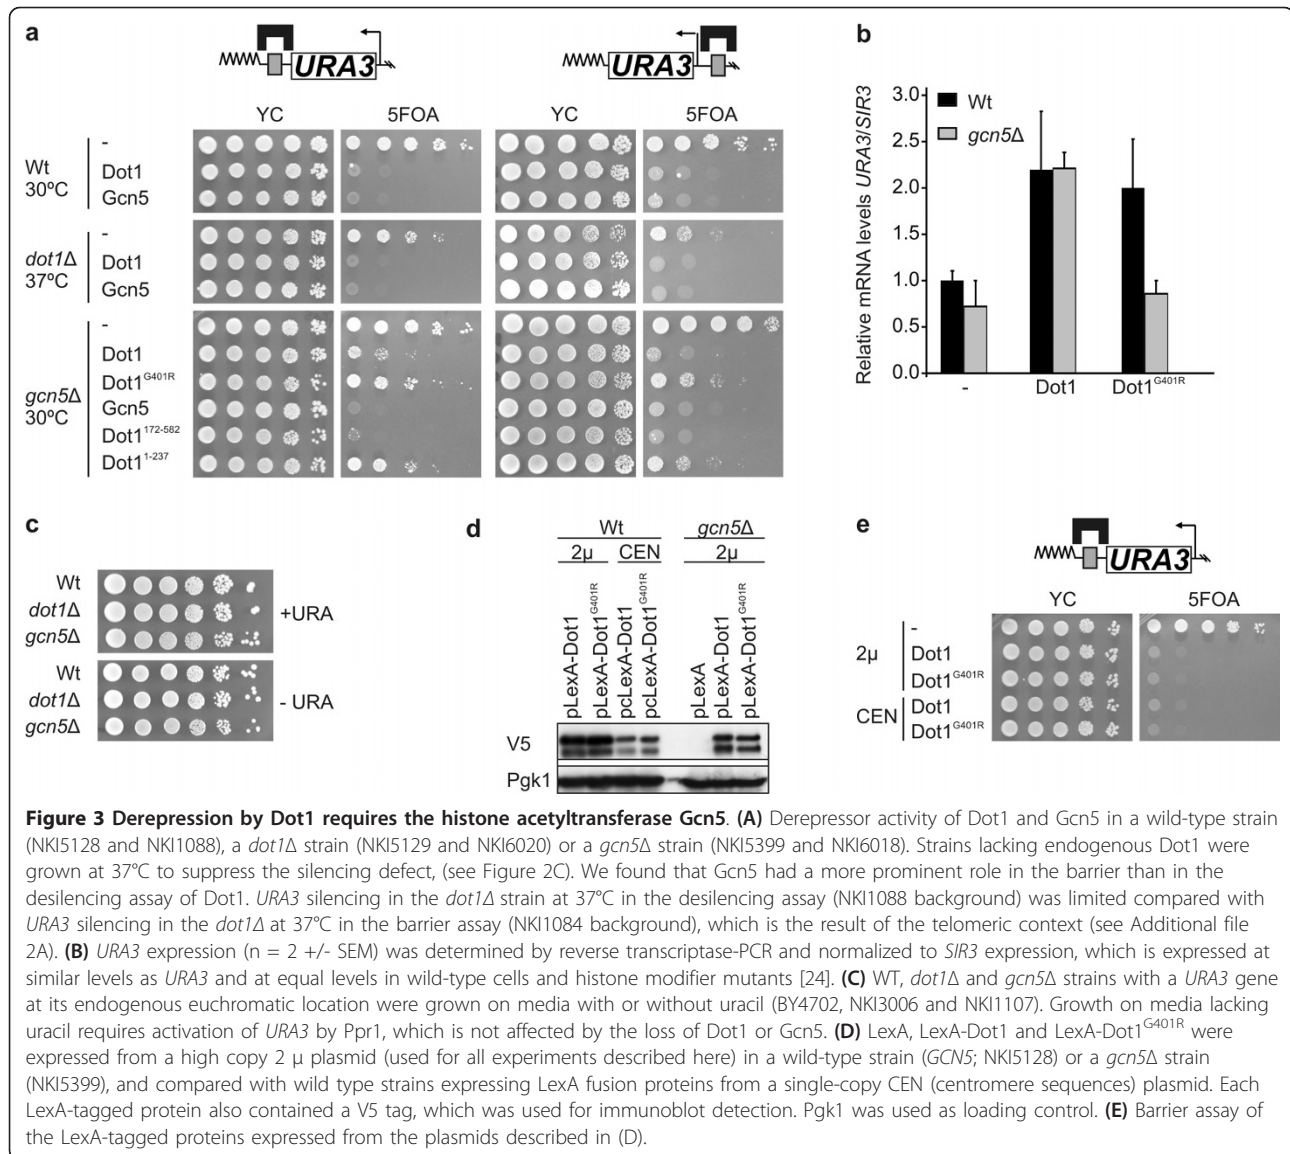 a
URA3
URA3
YC 5FOA YC 5FOA
Wt 30ºC
-
Dot1
Gcn5
dot1Δ 37ºC
-
Dot1
Gcn5
gcn5Δ 30ºC
-
Dot1
Dot1G401R
Gcn5
Dot1172-582
Dot11-237
b
Relative mRNA levels URA3/SIR3
3.0
2.5
2.0
1.5
1.0
0.5
0.0
Wt
gcn5Δ
- Dot1 Dot1G401R
c
Wt
dot1Δ
gcn5Δ
+URA
Wt
dot1Δ
gcn5Δ
- URA
d
Wt gcn5Δ
2µ CEN 2µ
pLexA-Dot1
pLexA-Dot1G401R
pcLexA-Dot1
pcLexA-Dot1G401R
pLexA
pLexA-Dot1
pLexA-Dot1G401R
V5
Pgk1
e
URA3
YC 5FOA
2µ
-
Dot1
Dot1G401R
CEN
Dot1
Dot1G401R
Figure 3 Derepression by Dot1 requires the histone acetyltransferase Gcn5. (A) Derepressor activity of Dot1 and Gcn5 in a wild-type strain
(NKI5128 and NKI1088), a dot1Δ strain (NKI5129 and NKI6020) or a gcn5Δ strain (NKI5399 and NKI6018). Strains lacking endogenous Dot1 were
grown at 37°C to suppress the silencing defect, (see Figure 2C). We found that Gcn5 had a more prominent role in the barrier than in the
desilencing assay of Dot1. URA3 silencing in the dot1Δ strain at 37°C in the desilencing assay (NKI1088 background) was limited compared with
URA3 silencing in the dot1Δ at 37°C in the barrier assay (NKI1084 background), which is the result of the telomeric context (see Additional file
2A). (B) URA3 expression (n = 2 +/- SEM) was determined by reverse transcriptase-PCR and normalized to SIR3 expression, which is expressed at
similar levels as URA3 and at equal levels in wild-type cells and histone modifier mutants [24]. (C) WT, dot1Δ and gcn5Δ strains with a URA3 gene
at its endogenous euchromatic location were grown on media with or without uracil (BY4702, NKI3006 and NKI1107). Growth on media lacking
uracil requires activation of URA3 by Ppr1, which is not affected by the loss of Dot1 or Gcn5. (D) LexA, LexA-Dot1 and LexA-Dot1G401R were
expressed from a high copy 2 µ plasmid (used for all experiments described here) in a wild-type strain (GCN5; NKI5128) or a gcn5Δ strain
(NKI5399), and compared with wild type strains expressing LexA fusion proteins from a single-copy CEN (centromere sequences) plasmid. Each
LexA-tagged protein also contained a V5 tag, which was used for immunoblot detection. Pgk1 was used as loading control. (E) Barrier assay of
the LexA-tagged proteins expressed from the plasmids described in (D).